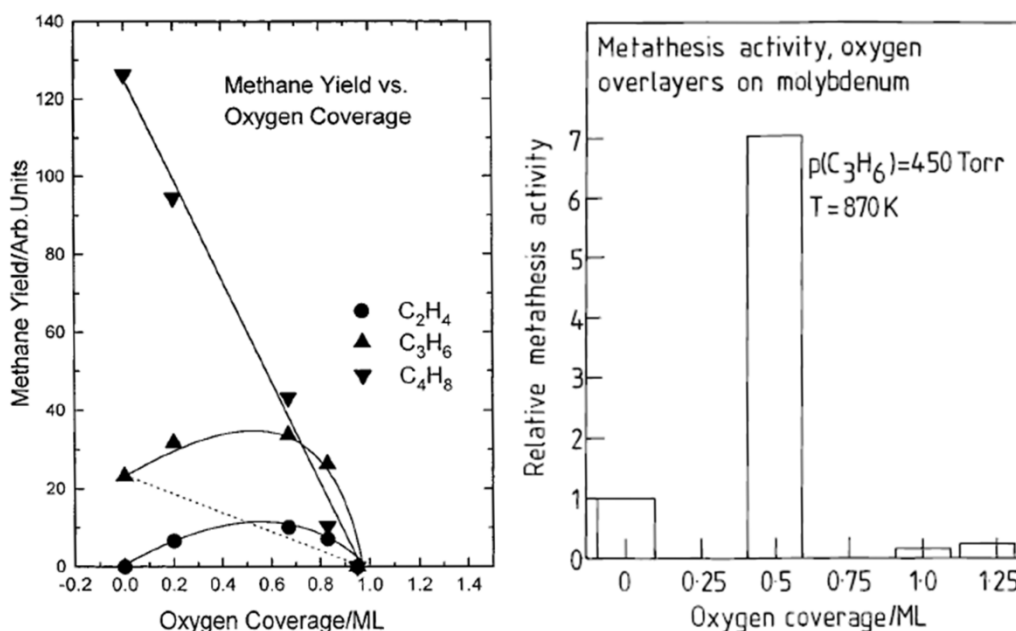 140
120
100
80
60
40
20
0
Methane Yield/Arb.Units
Methane Yield vs.
Oxygen Coverage
C₂H₄
C₃H₆
C₄H₈
-0.2 0.0 0.2 0.4 0.6 0.8 1.0 1.2 1.4
Oxygen Coverage/ML
Metathesis activity, oxygen
overlayers on molybdenum
p(C₃H₆)=450 Torr
T=870K
7
6
5
4
3
2
1
0
Relative metathesis activity
0 0·25 0·5 0·75 1·0 1·25
Oxygen coverage/ML